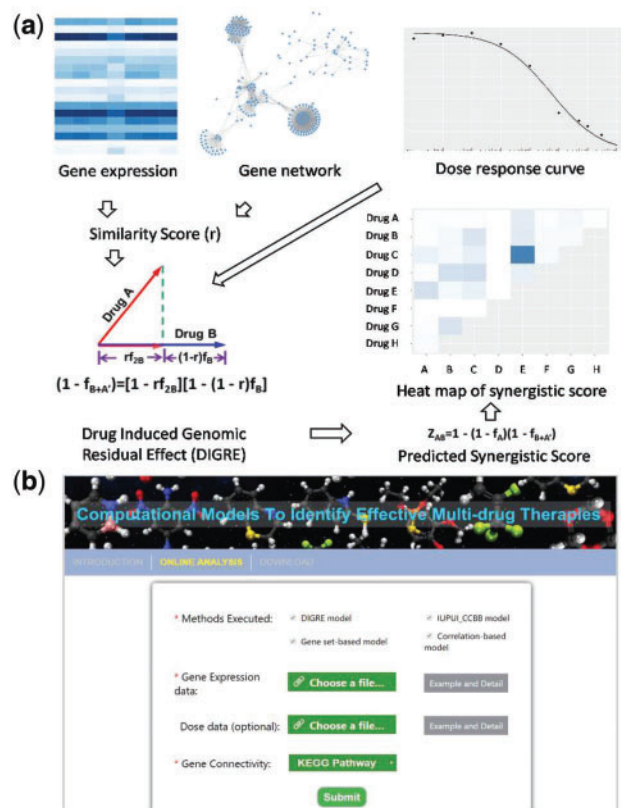 (a)
Gene expression
Gene network
Dose response curve
Similarity Score (r)
Drug A
Drug B
rf2B
(1-r)fB
(1 - fB+A')=[1 - rf2B][1 - (1 - r)fB]
Drug A
Drug B
Drug C
Drug D
Drug E
Drug F
Drug G
Drug H
A B C D E F G H
Heat map of synergistic score
Drug Induced Genomic
Residual Effect (DIGRE)
ZAB=1 - (1 - fA)(1 - fB+A')
Predicted Synergistic Score
(b)
Computational Models To Identify Effective Multi-drug Therapies
INTRODUCTION ONLINE ANALYSIS DOWNLOAD
* Methods Executed:
DIGRE model
IUPUI_CCBB model
Gene set-based model
Correlation-based
model
* Gene Expression
data:
Choose a file...
Example and Detail
Dose data (optional):
Choose a file...
Example and Detail
* Gene Connectivity:
KEGG Pathway
Submit